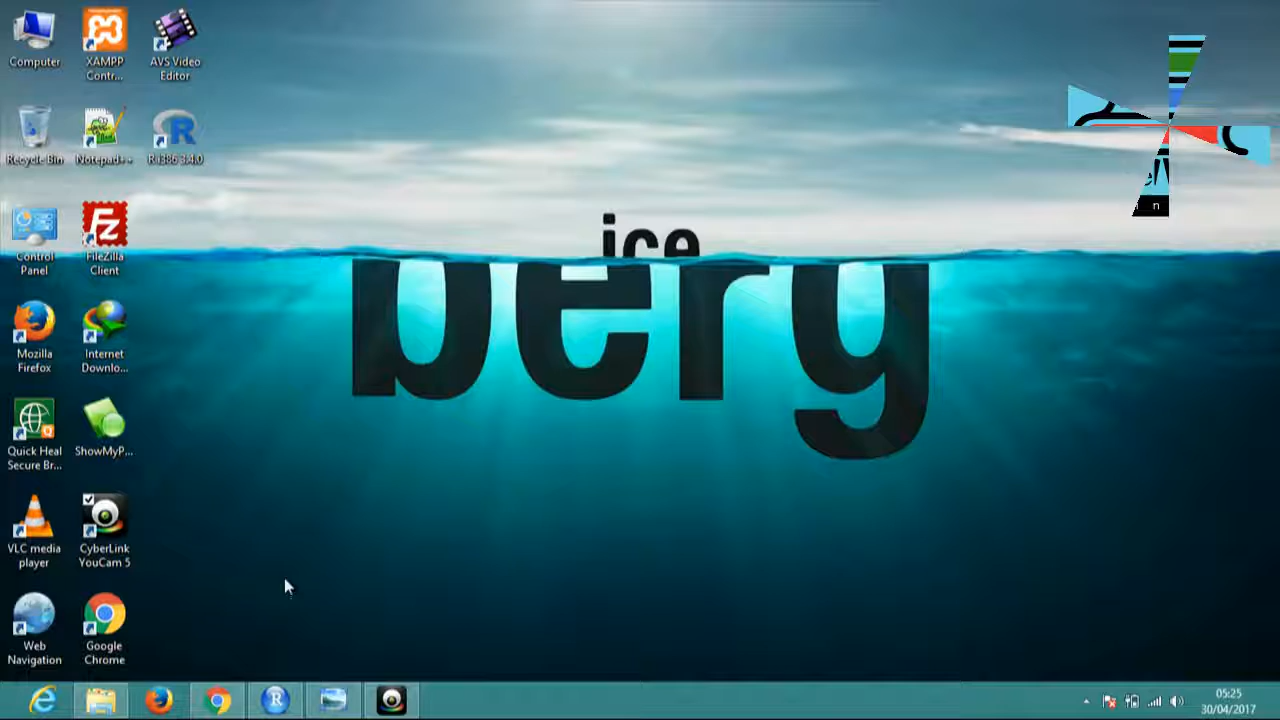 Computer
XAMPP
Contr...
AVS Video
Editor
Recycle Bin
Notepad++
R i386 3.4.0
Control
Panel
FileZilla
Client
Mozilla
Firefox
Internet
Downlo...
Quick Heal
Secure Br...
ShowMyP...
VLC media
player
CyberLink
YouCam 5
Web
Navigation
Google
Chrome
ice
berg
05:25
30/04/2017